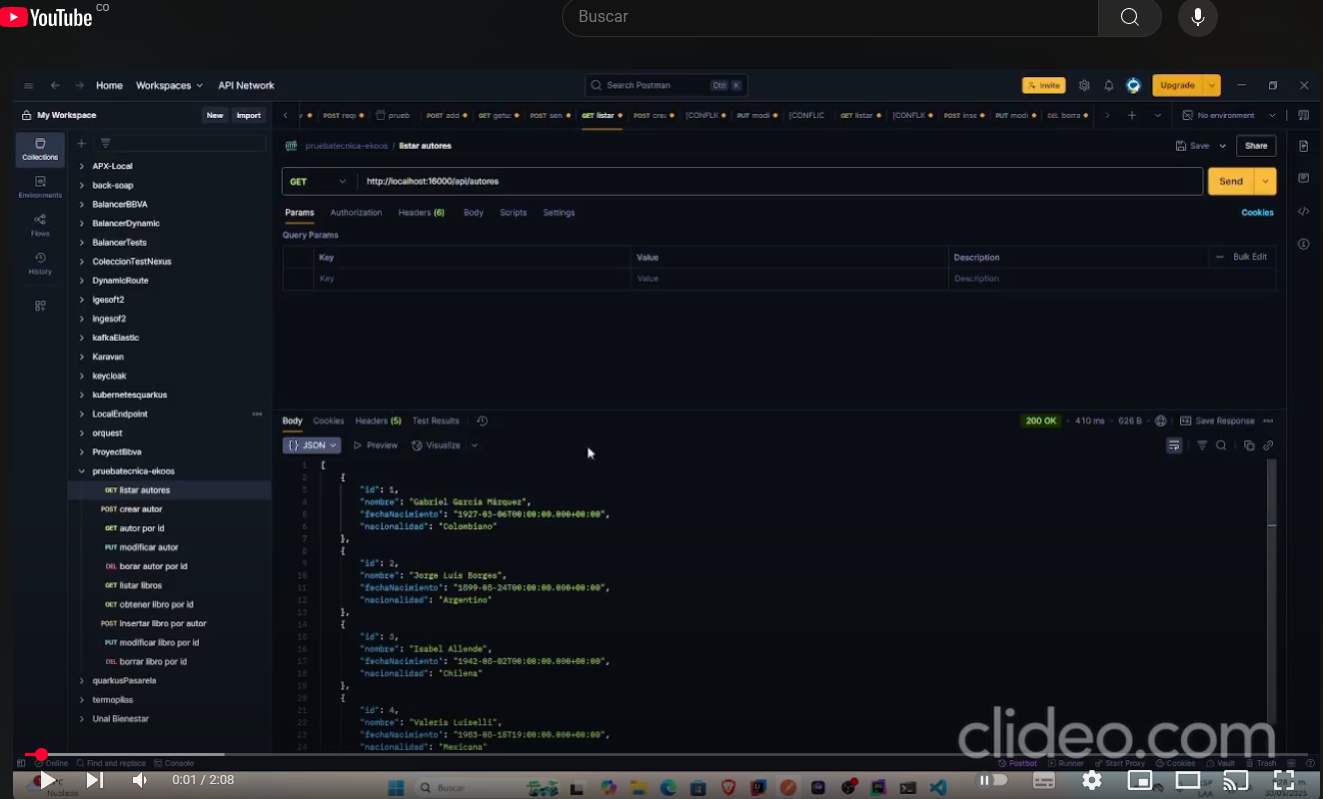 YouTube CO
Buscar
Home Workspaces API Network
Search Postman Ctrl K
Invite
Upgrade
My Workspace New Import
POST requ prueb POST add GET getu POST sen GET listar POST crea [CONFLIC PUT modi [CONFLIC GET listar [CONFLIC POST inse PUT modi DEL borra
No environment
Collections
Environments
Flows
History
APX-Local
back-soap
BalancerBBVA
BalancerDynamic
BalancerTests
ColeccionTestNexus
DynamicRoute
igesoft2
ingesof2
kafkaElastic
Karavan
keycloak
kubernetesquarkus
LocalEndpoint
orquest
ProyectBbva
pruebatecnica-ekoos
GET listar autores
POST crear autor
GET autor por id
PUT modificar autor
DEL borar autor por id
GET listar libros
GET obtener libro por id
POST insertar libro por autor
PUT modificar libro por id
DEL borrar libro por id
quarkusPasarela
termopilas
Unal Bienestar
pruebatecnica-ekoos / listar autores
Save Share
GET http://localhost:16000/api/autores Send
Params Authorization Headers (6) Body Scripts Settings Cookies
Query Params
Key Value Description Bulk Edit
Key Value Description
Body Cookies Headers (5) Test Results
200 OK 410 ms 626 B Save Response
{} JSON Preview Visualize
1 [
2 {
3 "id": 1,
4 "nombre": "Gabriel García Márquez",
5 "fechaNacimiento": "1927-03-06T00:00:00.000+00:00",
6 "nacionalidad": "Colombiano"
7 },
8 {
9 "id": 2,
10 "nombre": "Jorge Luis Borges",
11 "fechaNacimiento": "1899-08-24T00:00:00.000+00:00",
12 "nacionalidad": "Argentino"
13 },
14 {
15 "id": 3,
16 "nombre": "Isabel Allende",
17 "fechaNacimiento": "1942-08-02T00:00:00.000+00:00",
18 "nacionalidad": "Chilena"
19 },
20 {
21 "id": 4,
22 "nombre": "Valeria Luiselli",
23 "fechaNacimiento": "1983-08-15T19:00:00.000+00:00",
24 "nacionalidad": "Mexicana"
clideo.com
Online Find and replace Console
Postbot Runner Start Proxy Cookies Vault Trash
0:01 / 2:08
Nublado
Buscar
LAA
30/05/2025